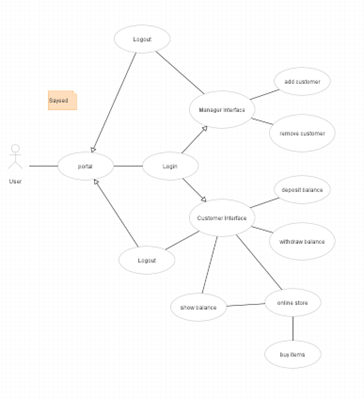 Logout
add customer
Sayeed
Manager Interface
remove customer
User
portal
Login
deposit balance
Customer Interface
withdraw balance
Logout
show balance
online store
buy items